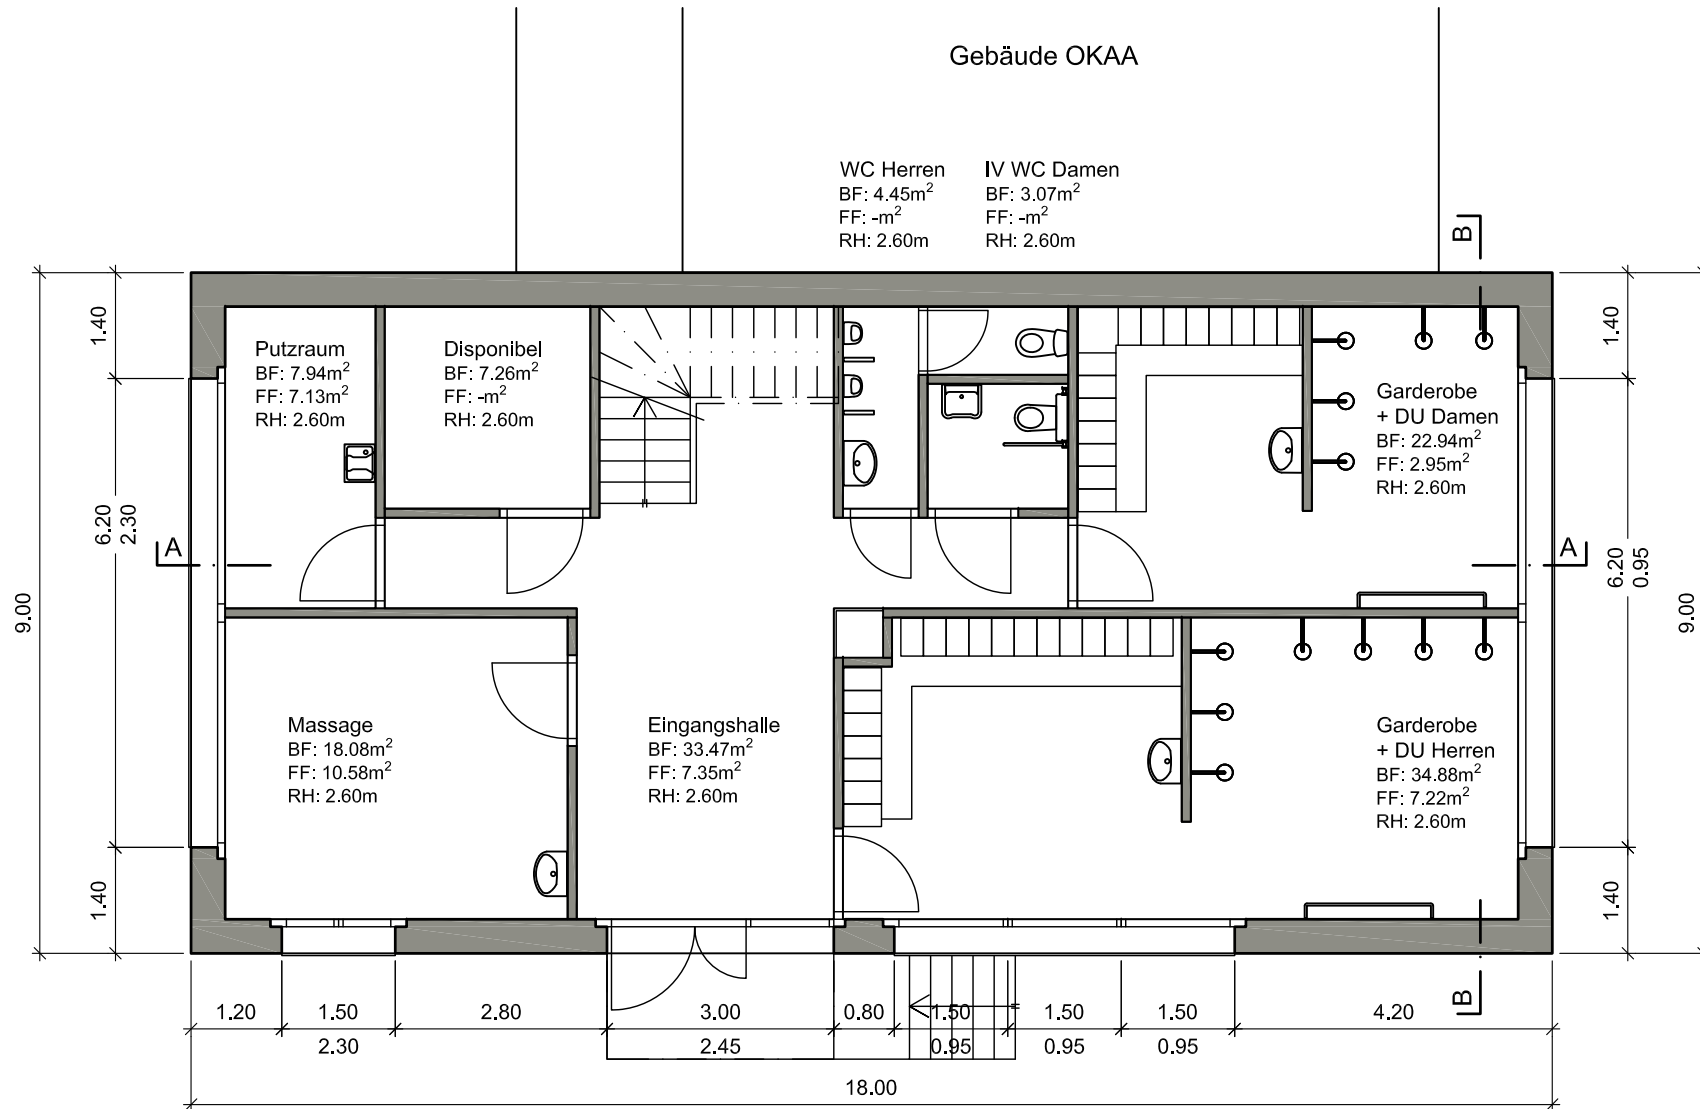 Gebäude OKAA
WC Herren
BF: 4.45m²
FF: -m²
RH: 2.60m
IV WC Damen
BF: 3.07m²
FF: -m²
RH: 2.60m
B
1.40
1.40
Putzraum
BF: 7.94m²
FF: 7.13m²
RH: 2.60m
Disponibel
BF: 7.26m²
FF: -m²
RH: 2.60m
Garderobe
+ DU Damen
BF: 22.94m²
FF: 2.95m²
RH: 2.60m
6.20
2.30
A
A
6.20
0.95
9.00
9.00
Massage
BF: 18.08m²
FF: 10.58m²
RH: 2.60m
Eingangshalle
BF: 33.47m²
FF: 7.35m²
RH: 2.60m
Garderobe
+ DU Herren
BF: 34.88m²
FF: 7.22m²
RH: 2.60m
1.40
1.40
B
1.20 1.50 2.80 3.00 0.80 1.50 1.50 1.50 4.20
2.30 2.45 0.95 0.95 0.95
18.00